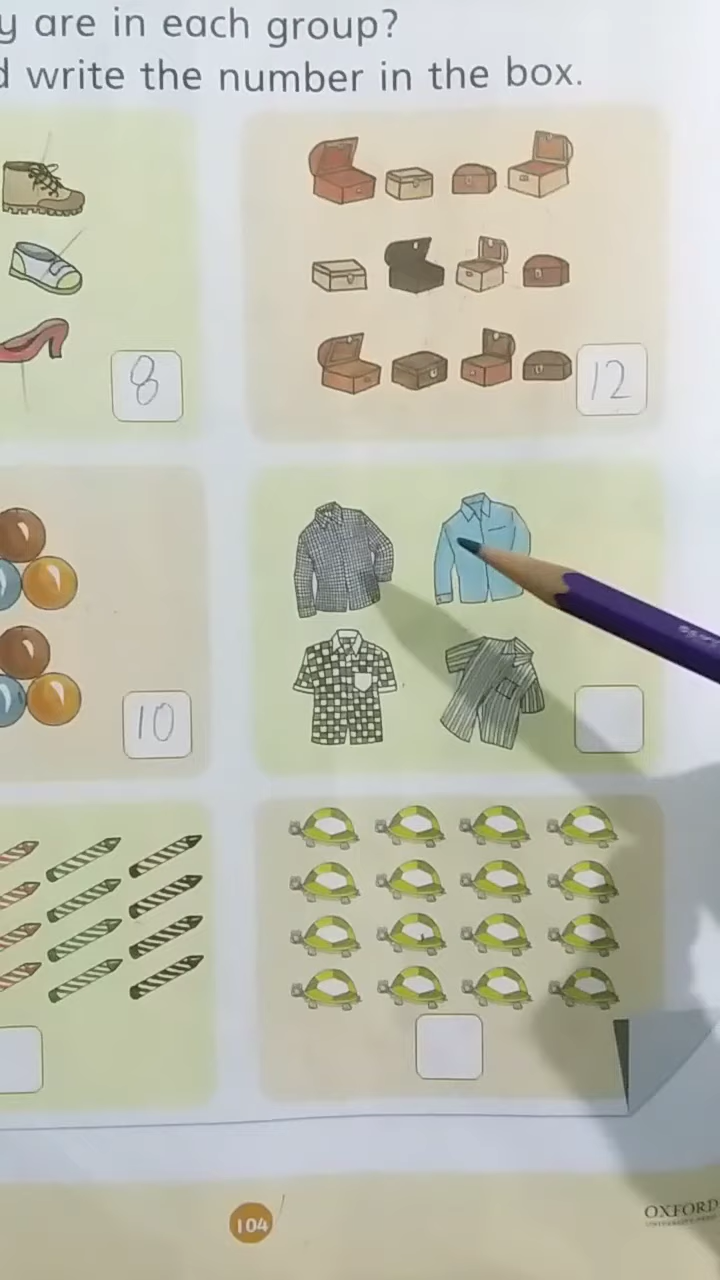 y are in each group?
d write the number in the box.
8
12
10
104
OXFORD